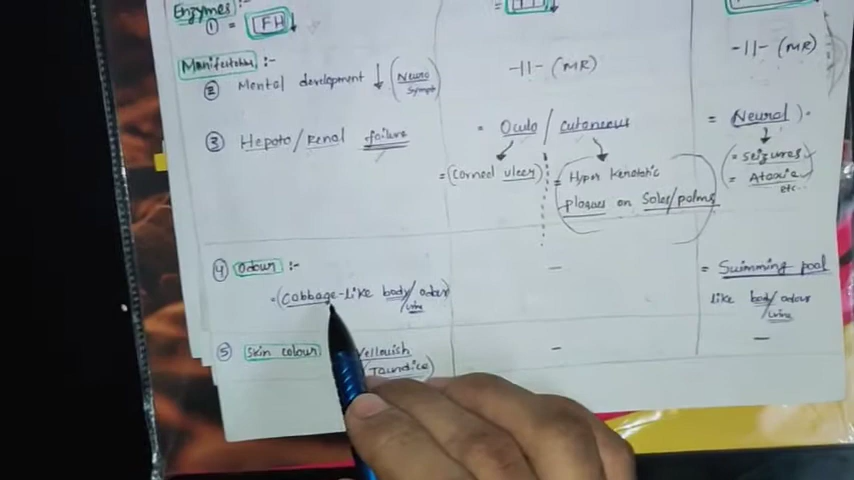 Enzymes :-
① = FH↓
=
Manifestations :-
② Mental development ↓ (Neuro Symph)
-11- (MR)
-11- (MR)
③ Hepato/Renal failure
= Oculo / cutaneous
= Neural
= (Corneal ulcer)
= Hyper Keratotic
plaques on Soles/palms
= Seizures
= Ataxia
etc.
④ Odour :-
= (Cabbage-like body/odour
/urine
-
= Swimming pool
like body/odour
/urine
⑤ Skin colour
Yellowish
(Jaundice)
-
-